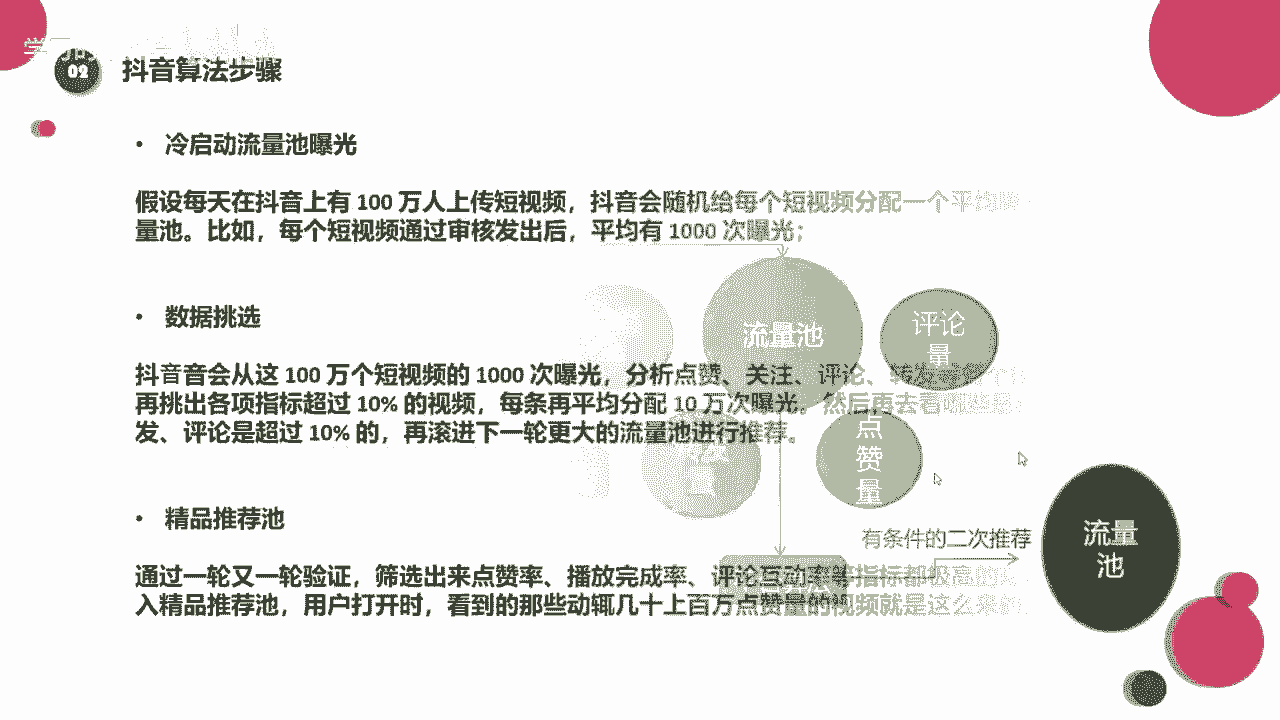 02
抖音算法步骤
• 冷启动流量池曝光
假设每天在抖音上有 100 万人上传短视频，抖音会随机给每个短视频分配一个平均
量池。比如，每个短视频通过审核发出后，平均有 1000 次曝光；
• 数据挑选
抖音音会从这 100 万个短视频的 1000 次曝光，分析点赞、关注、评论、转发
再挑出各项指标超过 10% 的视频，每条再平均分配 10 万次曝光。然后再去看哪些是
发、评论是超过 10% 的，再滚进下一轮更大的流量池进行推荐。
• 精品推荐池
通过一轮又一轮验证，筛选出来点赞率、播放完成率、评论互动率等指标都极高的
入精品推荐池，用户打开时，看到的那些动辄几十上百万点赞量的视频就是这么来的
流量池
评论
量
点
赞
量
有条件的二次推荐
流量
池